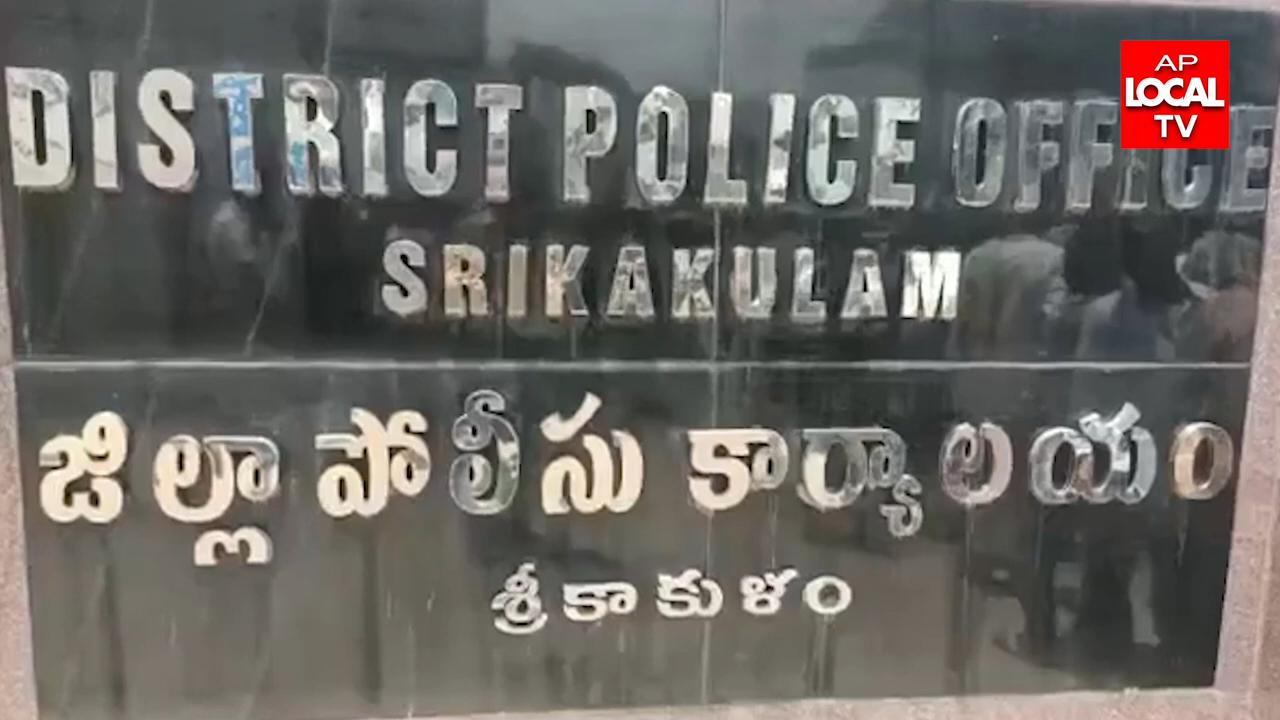 DISTRICT POLICE OFFICE
SRIKAKULAM
జిల్లా పోలీసు కార్యాలయం
శ్రీకాకుళం
AP
LOCAL
TV